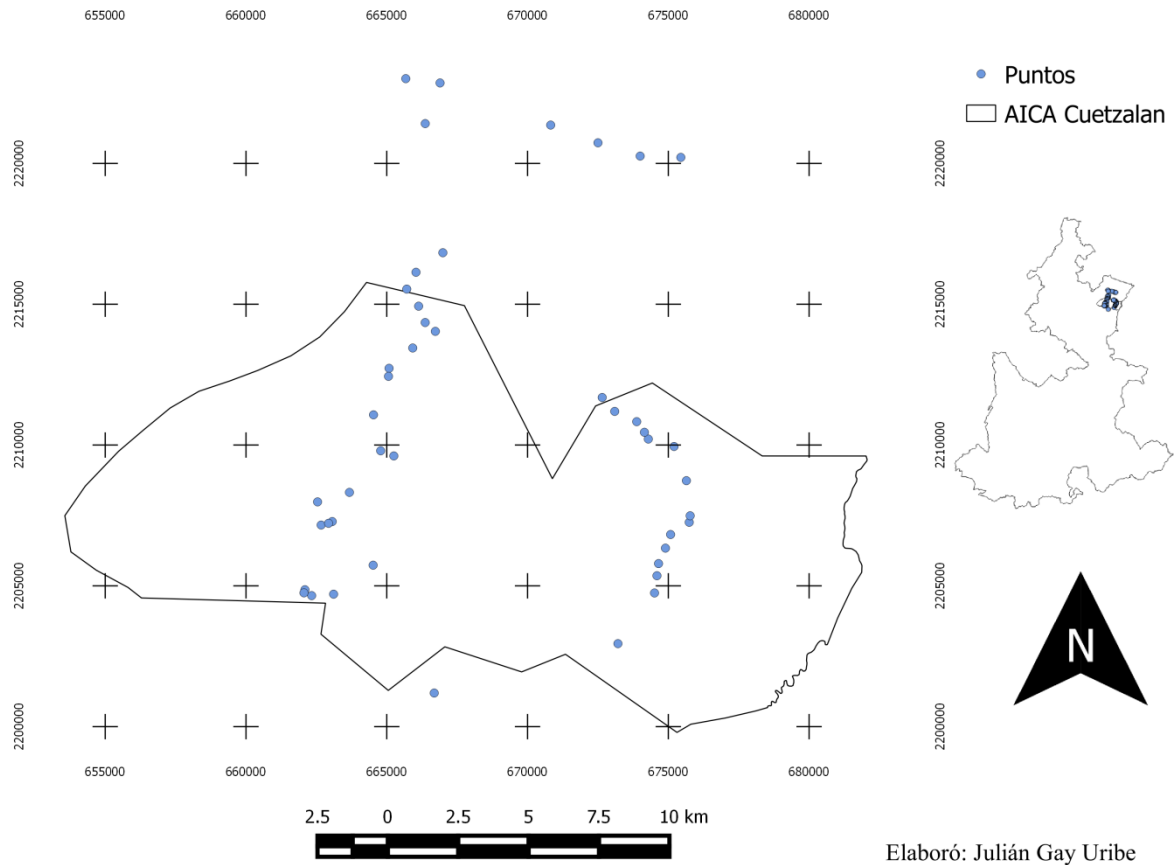 655000 660000 665000 670000 675000 680000
Puntos
AICA Cuetzalan
2220000 2220000
2215000 2215000
2210000 2210000
2205000 2205000
2200000 2200000
N
655000 660000 665000 670000 675000 680000
2.5 0 2.5 5 7.5 10 km
Elaboró: Julián Gay Uribe